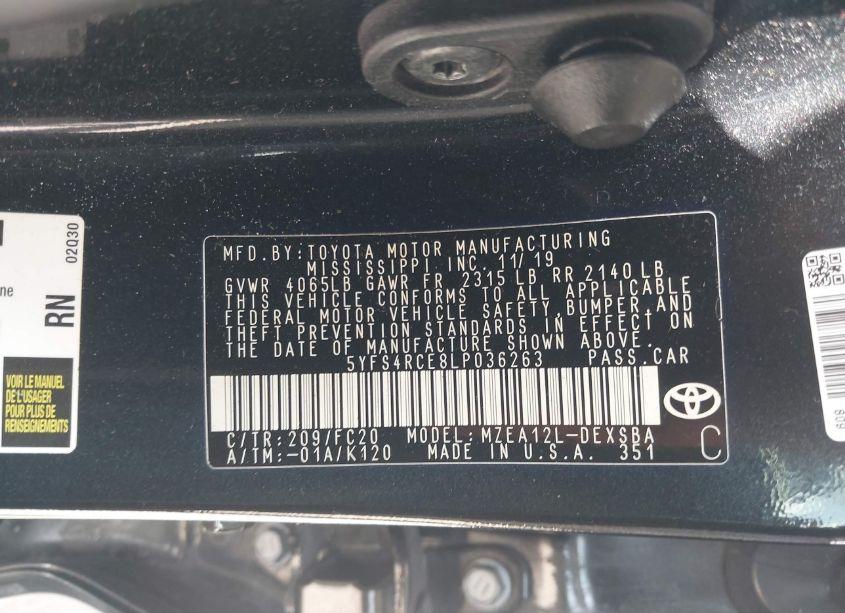 MFD.BY:TOYOTA MOTOR MANUFACTURING
MISSISSIPPI,INC. 11/19
GVWR 4065LB GAWR FR 2315 LB RR 2140 LB
THIS VEHICLE CONFORMS TO ALL APPLICABLE
FEDERAL MOTOR VEHICLE SAFETY,BUMPER,AND
THEFT PREVENTION STANDARDS IN EFFECT ON
THE DATE OF MANUFACTURE SHOWN ABOVE.
5YFS4RCE8LP036263 PASS.CAR
C/TR:209/FC20 MODEL:MZEA12L-DEXSBA
A/TM:-01A/K120 MADE IN U.S.A. 351
C
02Q30
RN
VOIR LE MANUEL
DE L'USAGER
POUR PLUS DE
RENSEIGNEMENTS